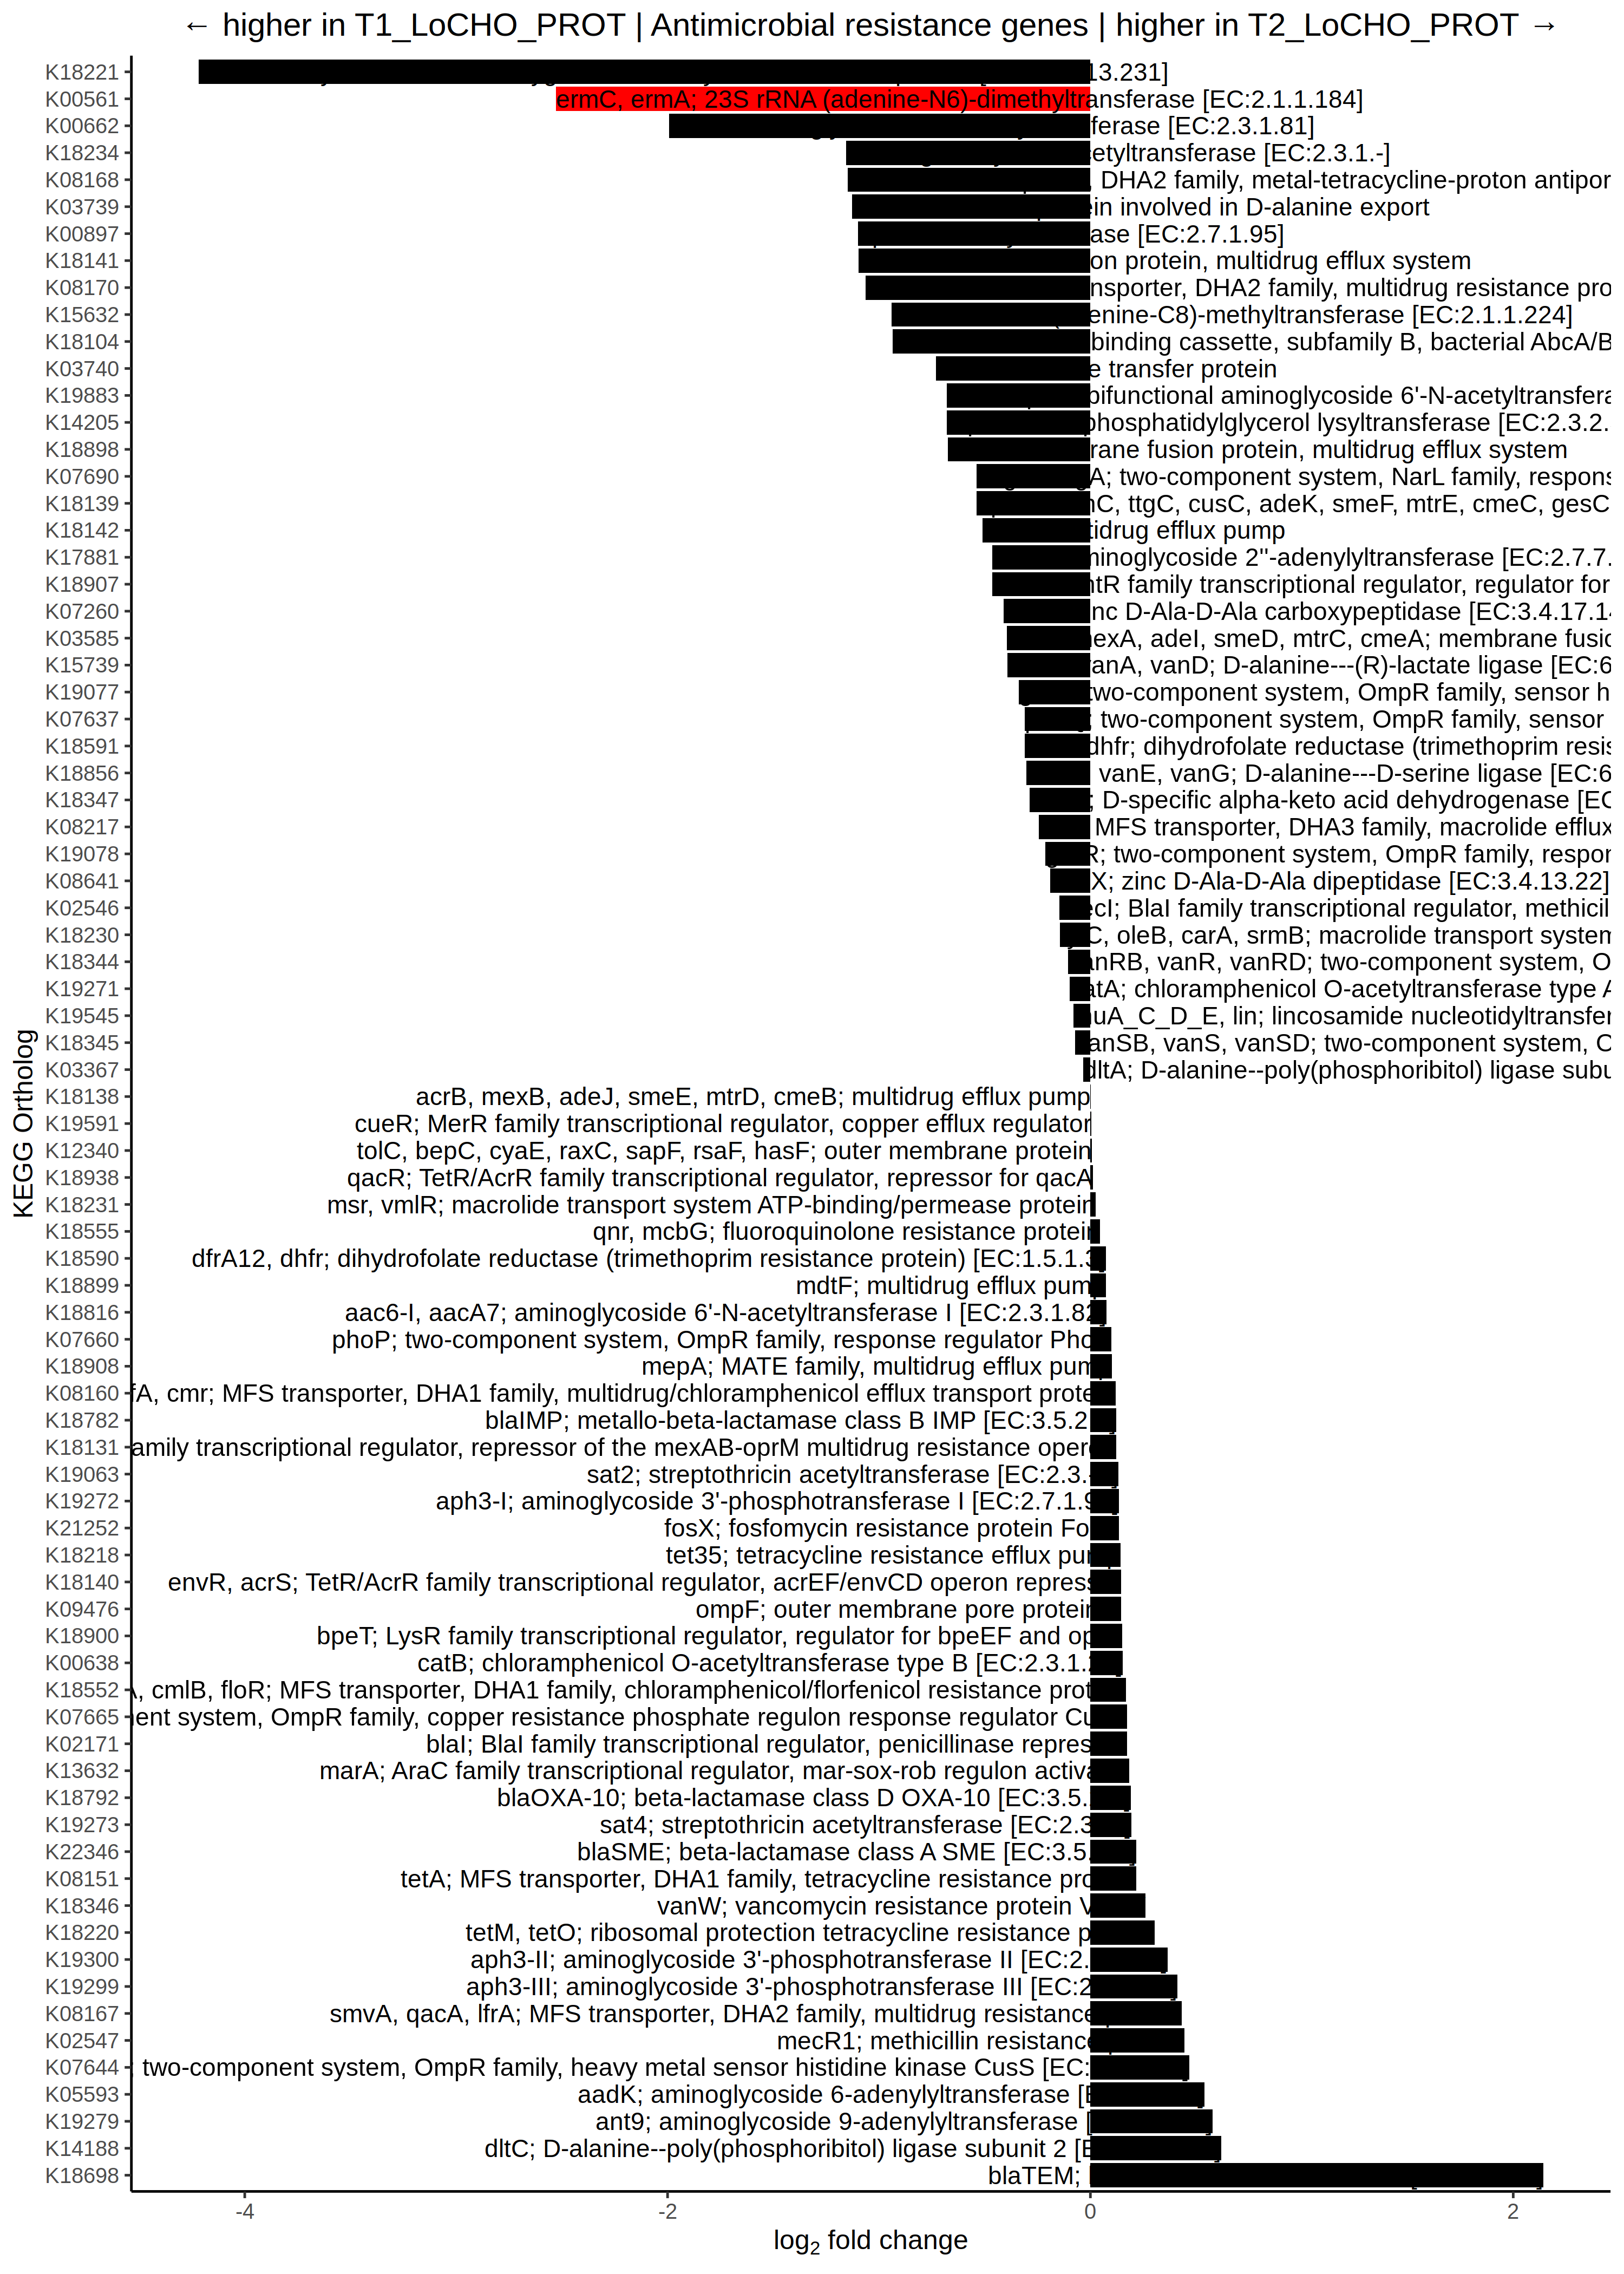 ← higher in T1_LoCHO_PROT | Antimicrobial resistance genes | higher in T2_LoCHO_PROT →
K18221 13.231]
K00561 ermC, ermA; 23S rRNA (adenine-N6)-dimethyltransferase [EC:2.1.1.184]
K00662 ferase [EC:2.3.1.81]
K18234 cetyltransferase [EC:2.3.1.-]
K08168 , DHA2 family, metal-tetracycline-proton antipor
K03739 ein involved in D-alanine export
K00897 ase [EC:2.7.1.95]
K18141 on protein, multidrug efflux system
K08170 nsporter, DHA2 family, multidrug resistance pro
K15632 enine-C8)-methyltransferase [EC:2.1.1.224]
K18104 binding cassette, subfamily B, bacterial AbcA/B
K03740 e transfer protein
K19883 bifunctional aminoglycoside 6'-N-acetyltransfera
K14205 phosphatidylglycerol lysyltransferase [EC:2.3.2.
K18898 rane fusion protein, multidrug efflux system
K07690 A; two-component system, NarL family, respons
K18139 nC, ttgC, cusC, adeK, smeF, mtrE, cmeC, gesC
K18142 tidrug efflux pump
K17881 minoglycoside 2''-adenylyltransferase [EC:2.7.7.
K18907 ntR family transcriptional regulator, regulator for
K07260 nc D-Ala-D-Ala carboxypeptidase [EC:3.4.17.14
K03585 mexA, adeI, smeD, mtrC, cmeA; membrane fusio
K15739 vanA, vanD; D-alanine---(R)-lactate ligase [EC:6
K19077 two-component system, OmpR family, sensor h
K07637 ; two-component system, OmpR family, sensor
K18591 dhfr; dihydrofolate reductase (trimethoprim resis
K18856 vanE, vanG; D-alanine---D-serine ligase [EC:6
K18347 ; D-specific alpha-keto acid dehydrogenase [EC
K08217 MFS transporter, DHA3 family, macrolide efflux
K19078 R; two-component system, OmpR family, respon
K08641 X; zinc D-Ala-D-Ala dipeptidase [EC:3.4.13.22]
K02546 ecI; BlaI family transcriptional regulator, methicil
K18230 C, oleB, carA, srmB; macrolide transport system
K18344 anRB, vanR, vanRD; two-component system, O
K19271 atA; chloramphenicol O-acetyltransferase type A
K19545 nuA_C_D_E, lin; lincosamide nucleotidyltransfer
K18345 anSB, vanS, vanSD; two-component system, O
K03367 dltA; D-alanine--poly(phosphoribitol) ligase subu
K18138 acrB, mexB, adeJ, smeE, mtrD, cmeB; multidrug efflux pump
K19591 cueR; MerR family transcriptional regulator, copper efflux regulator
K12340 tolC, bepC, cyaE, raxC, sapF, rsaF, hasF; outer membrane protein
K18938 qacR; TetR/AcrR family transcriptional regulator, repressor for qacA
K18231 msr, vmlR; macrolide transport system ATP-binding/permease protein
K18555 qnr, mcbG; fluoroquinolone resistance protein
K18590 dfrA12, dhfr; dihydrofolate reductase (trimethoprim resistance protein) [EC:1.5.1.3
K18899 mdtF; multidrug efflux pum
K18816 aac6-I, aacA7; aminoglycoside 6'-N-acetyltransferase I [EC:2.3.1.82
K07660 phoP; two-component system, OmpR family, response regulator Pho
K18908 mepA; MATE family, multidrug efflux pum
K08160 fA, cmr; MFS transporter, DHA1 family, multidrug/chloramphenicol efflux transport prote
K18782 blaIMP; metallo-beta-lactamase class B IMP [EC:3.5.2
K18131 amily transcriptional regulator, repressor of the mexAB-oprM multidrug resistance opero
K19063 sat2; streptothricin acetyltransferase [EC:2.3.
K19272 aph3-I; aminoglycoside 3'-phosphotransferase I [EC:2.7.1.9
K21252 fosX; fosfomycin resistance protein Fo
K18218 tet35; tetracycline resistance efflux pum
K18140 envR, acrS; TetR/AcrR family transcriptional regulator, acrEF/envCD operon repress
K09476 ompF; outer membrane pore protein
K18900 bpeT; LysR family transcriptional regulator, regulator for bpeEF and op
K00638 catB; chloramphenicol O-acetyltransferase type B [EC:2.3.1.2
K18552 A, cmlB, floR; MFS transporter, DHA1 family, chloramphenicol/florfenicol resistance prot
K07665 nent system, OmpR family, copper resistance phosphate regulon response regulator Cu
K02171 blaI; BlaI family transcriptional regulator, penicillinase repres
K13632 marA; AraC family transcriptional regulator, mar-sox-rob regulon activa
K18792 blaOXA-10; beta-lactamase class D OXA-10 [EC:3.5.
K19273 sat4; streptothricin acetyltransferase [EC:2.3
K22346 blaSME; beta-lactamase class A SME [EC:3.5.
K08151 tetA; MFS transporter, DHA1 family, tetracycline resistance pro
K18346 vanW; vancomycin resistance protein V
K18220 tetM, tetO; ribosomal protection tetracycline resistance p
K19300 aph3-II; aminoglycoside 3'-phosphotransferase II [EC:2.
K19299 aph3-III; aminoglycoside 3'-phosphotransferase III [EC:2
K08167 smvA, qacA, lfrA; MFS transporter, DHA2 family, multidrug resistance
K02547 mecR1; methicillin resistance
K07644 two-component system, OmpR family, heavy metal sensor histidine kinase CusS [EC:
K05593 aadK; aminoglycoside 6-adenylyltransferase [E
K19279 ant9; aminoglycoside 9-adenylyltransferase [
K14188 dltC; D-alanine--poly(phosphoribitol) ligase subunit 2 [E
K18698 blaTEM;
KEGG Ortholog
-4 -2 0 2
log2 fold change